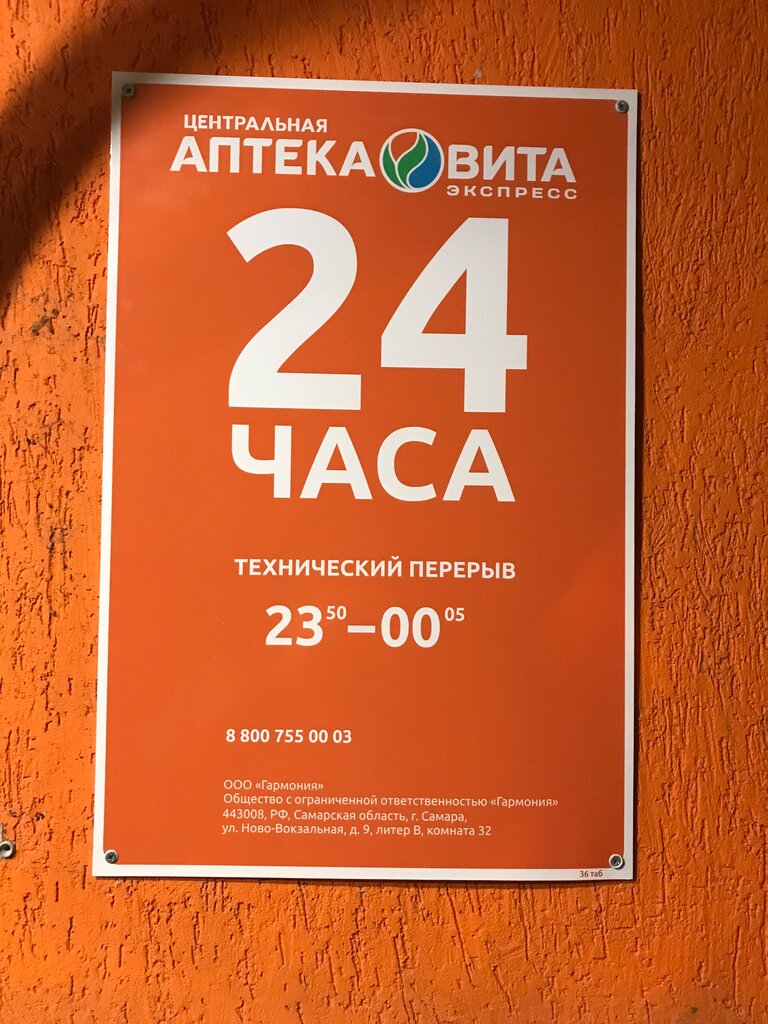 ЦЕНТРАЛЬНАЯ
АПТЕКА ВИТА
ЭКСПРЕСС
24
ЧАСА
ТЕХНИЧЕСКИЙ ПЕРЕРЫВ
23⁵⁰–00⁰⁵
8 800 755 00 03
ООО «Гармония»
Общество с ограниченной ответственностью «Гармония»
443008, РФ, Самарская область, г. Самара,
ул. Ново-Вокзальная, д. 9, литер В, комната 32
36 таб